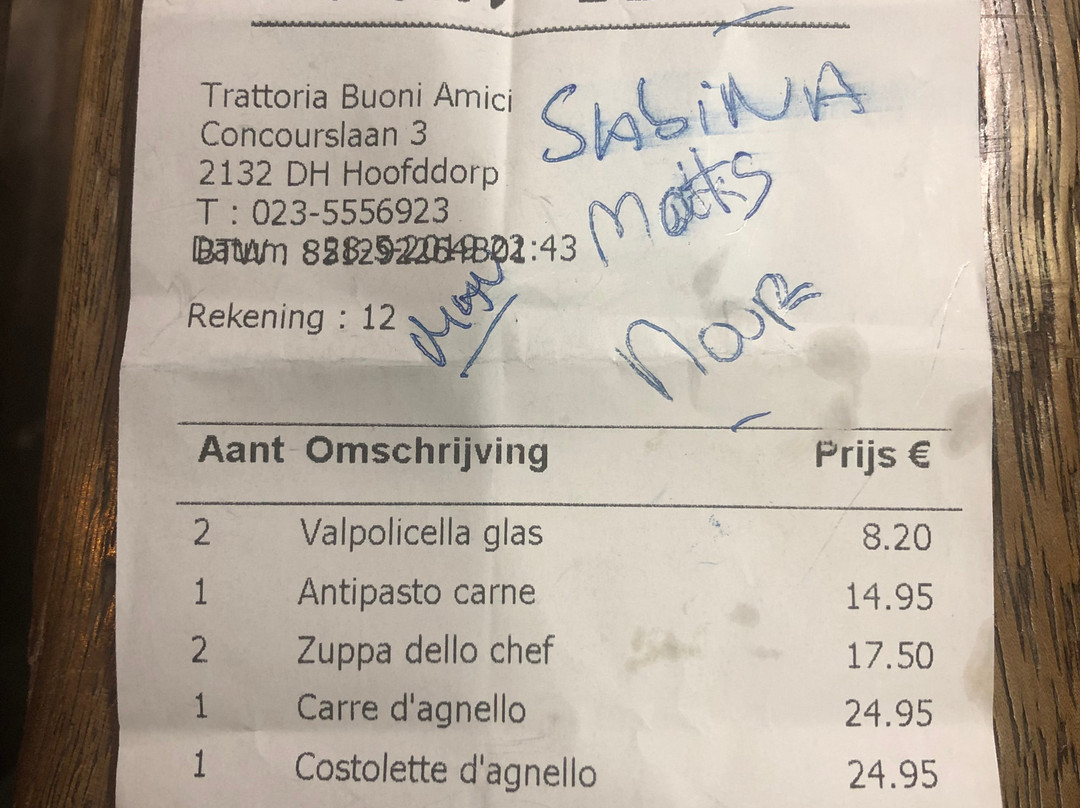 Trattoria Buoni Amici
Concourslaan 3
2132 DH Hoofddorp
T : 023-5556923
Rekening : 12
SABiNA
Mattis
Noor
Aant Omschrijving Prijs €
2 Valpolicella glas 8.20
1 Antipasto carne 14.95
2 Zuppa dello chef 17.50
1 Carre d'agnello 24.95
1 Costolette d'agnello 24.95